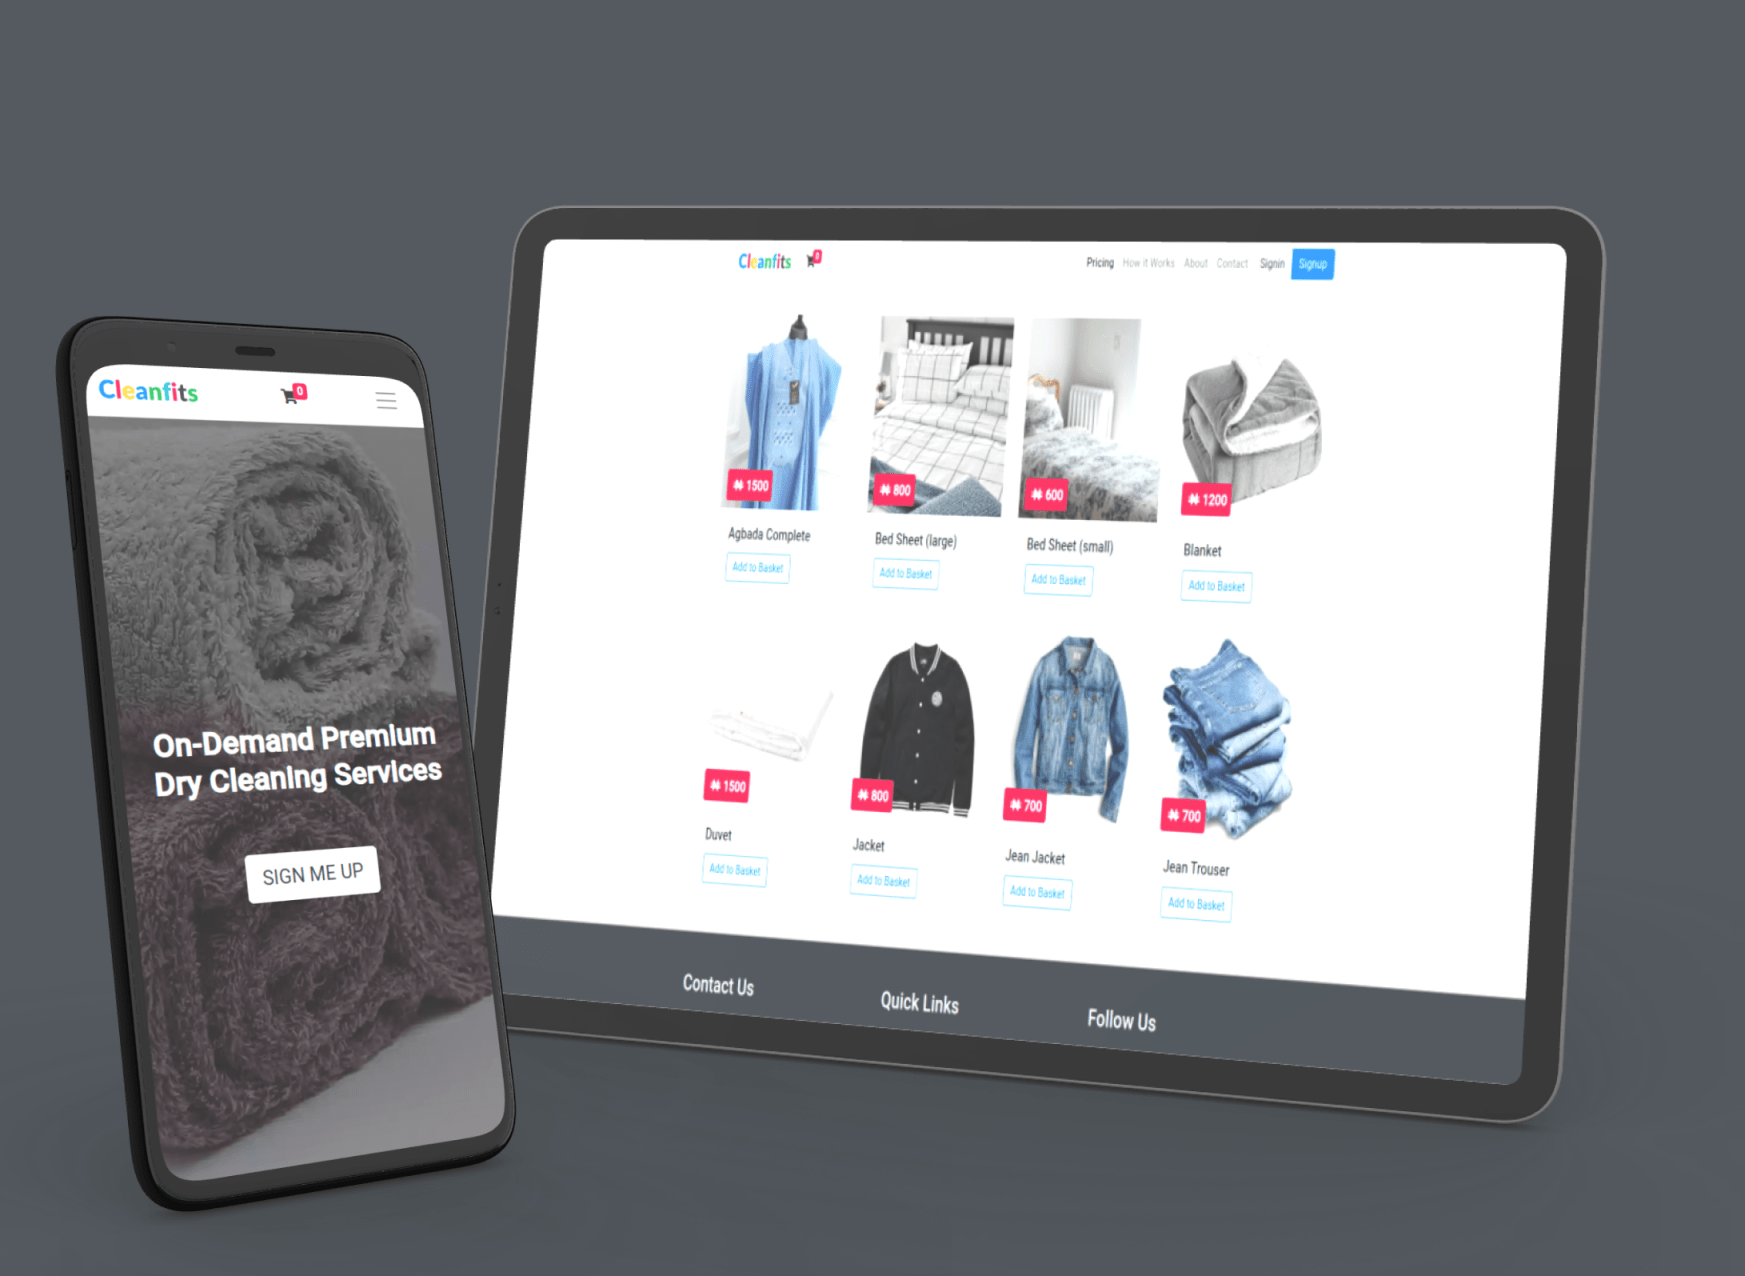 Cleanfits
0
On-Demand Premium
Dry Cleaning Services
SIGN ME UP
Cleanfits
0
Pricing How it Works About Contact Signin Signup
₦ 1500
₦ 800
₦ 600
₦ 1200
Agbada Complete
Bed Sheet (large)
Bed Sheet (small)
Blanket
Add to Basket
Add to Basket
Add to Basket
Add to Basket
₦ 1500
₦ 800
₦ 700
₦ 700
Duvet
Jacket
Jean Jacket
Jean Trouser
Add to Basket
Add to Basket
Add to Basket
Add to Basket
Contact Us
Quick Links
Follow Us